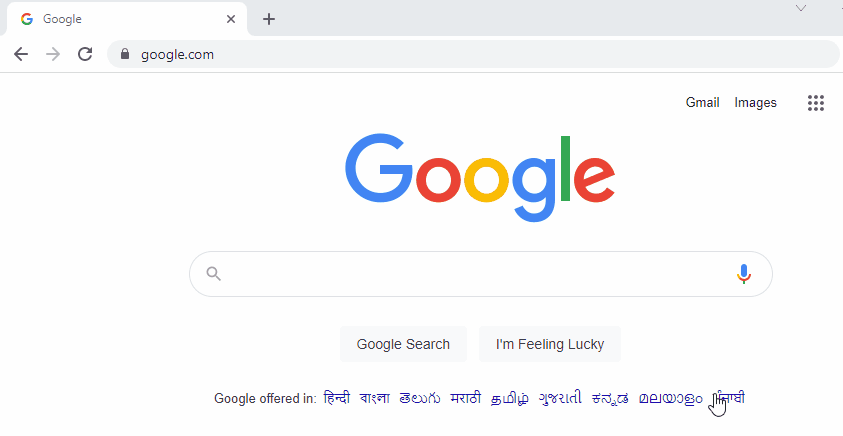 Google
google.com
Gmail Images
Google
Google Search I'm Feeling Lucky
Google offered in: हिन्दी বাংলা తెలుగు मराठी தமிழ் ગુજરાતી ಕನ್ನಡ മലയാളം ਪੰਜਾਬੀ